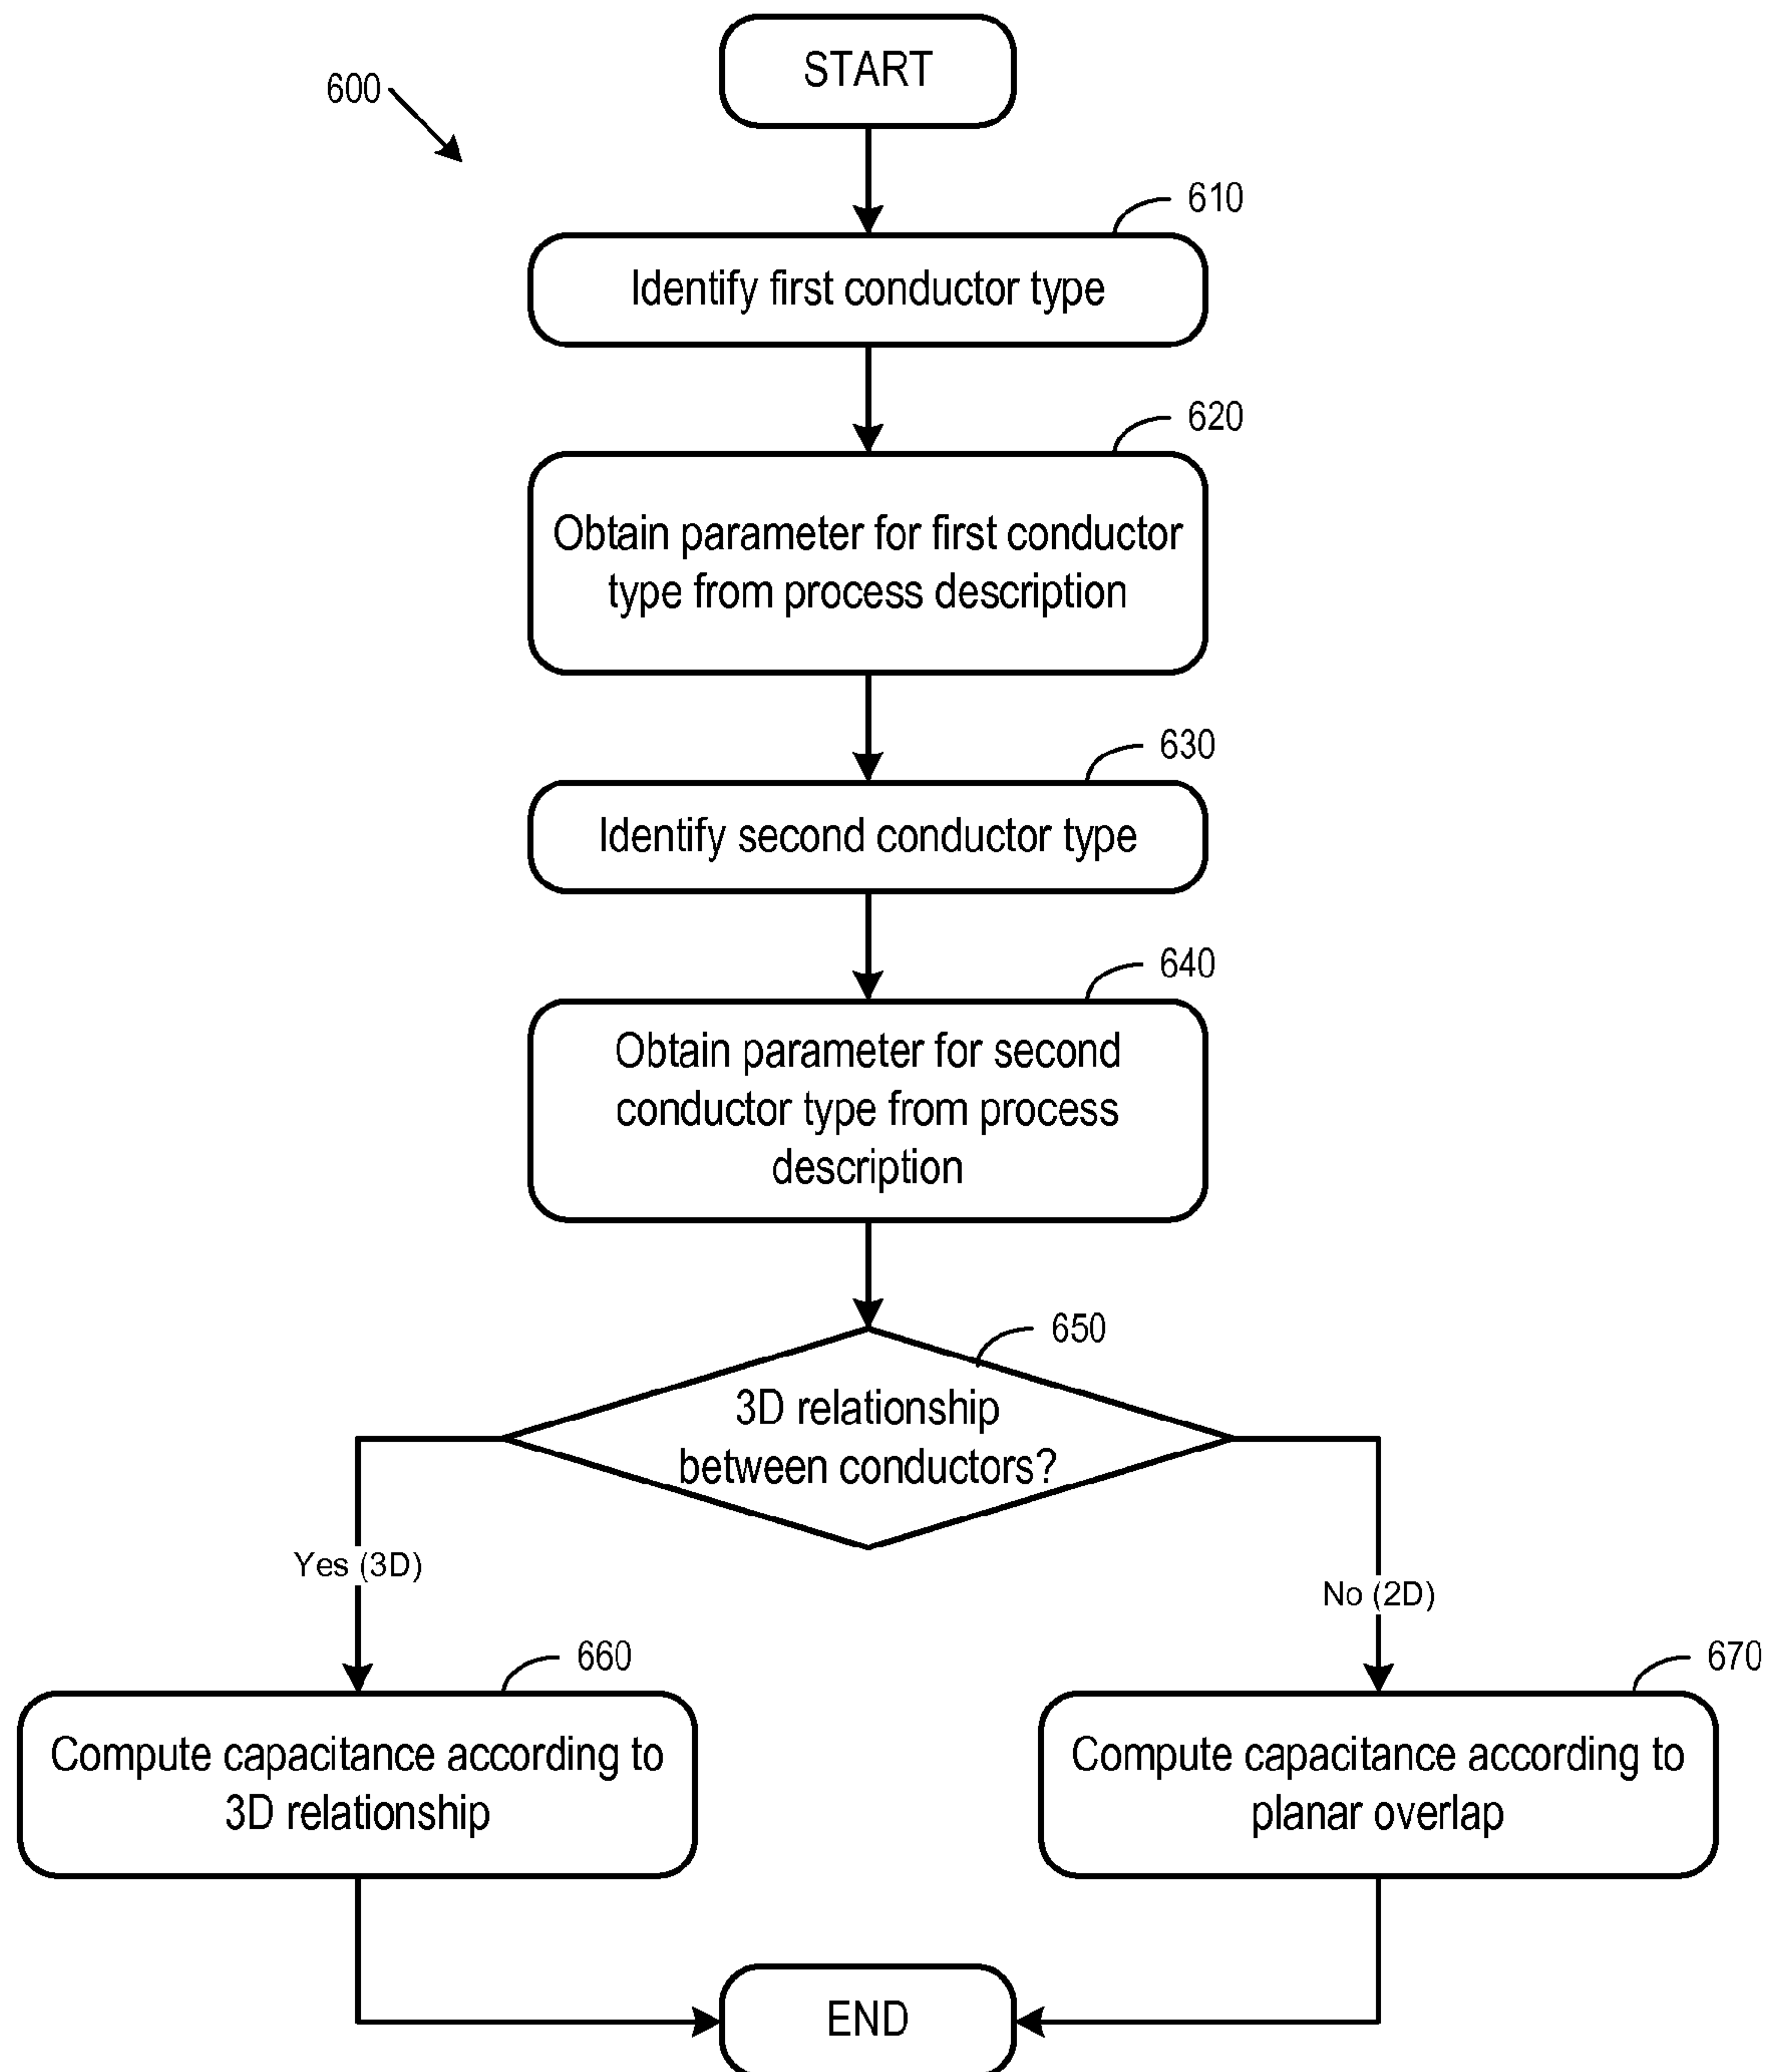 START
600
610
Identify first conductor type
620
Obtain parameter for first conductor
type from process description
630
Identify second conductor type
640
Obtain parameter for second
conductor type from process
description
650
3D relationship
between conductors?
Yes (3D)
No (2D)
660
670
Compute capacitance according to
3D relationship
Compute capacitance according to
planar overlap
END